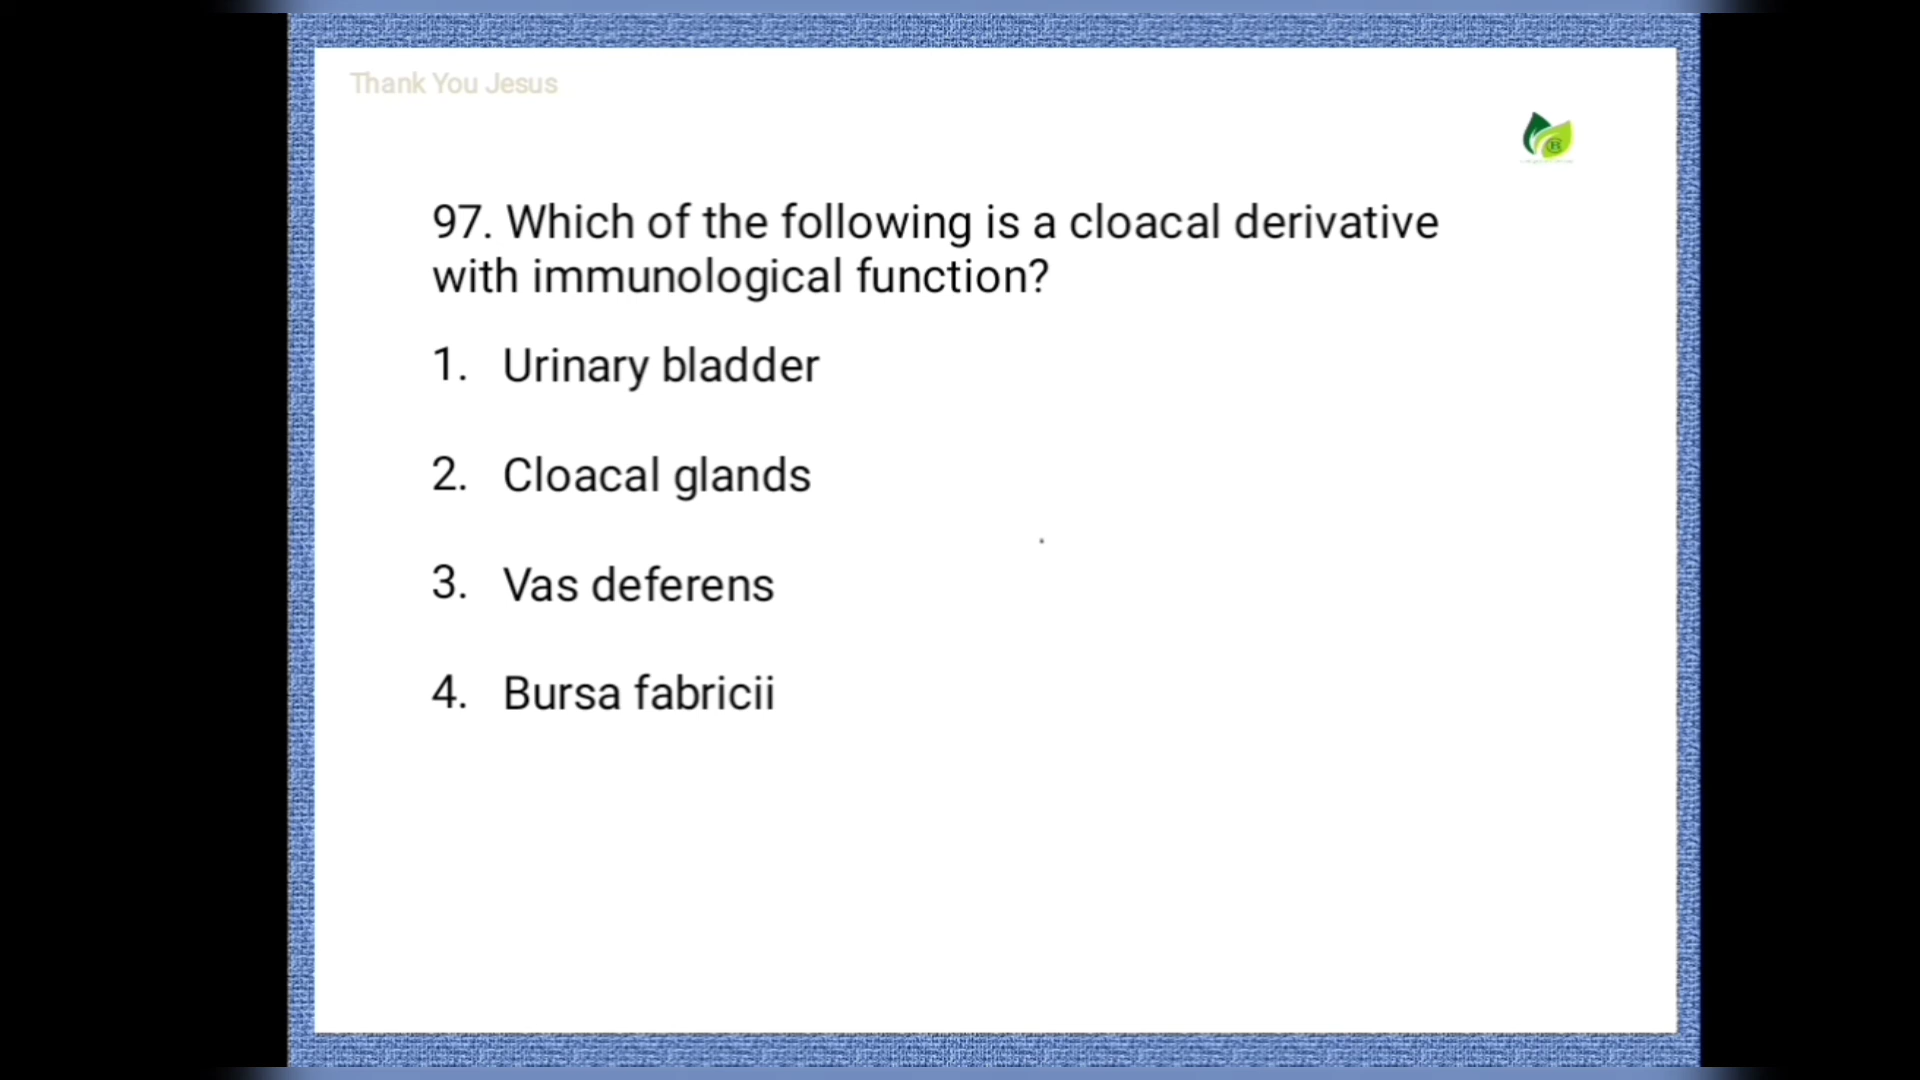 Thank You Jesus
97. Which of the following is a cloacal derivative
with immunological function?
1. Urinary bladder
2. Cloacal glands
3. Vas deferens
4. Bursa fabricii